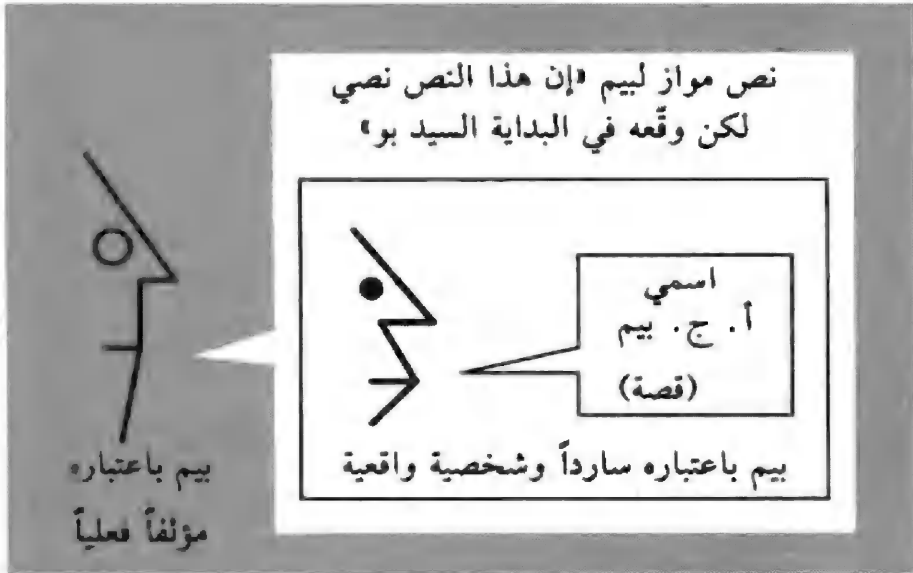 نص مواز لبيم «إن هذا النص نصي
لكن وقّعه في البداية السيد بو»
اسمي
أ. ج. بيم
(قصة)
بيم باعتباره سارداً وشخصية واقعية
بيم باعتباره
مؤلفاً فعلياً